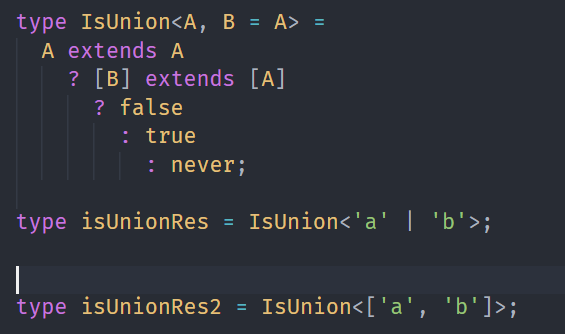 type IsUnion<A, B = A> =
  A extends A
    ? [B] extends [A]
      ? false
        : true
          : never;

type isUnionRes = IsUnion<'a' | 'b'>;

type isUnionRes2 = IsUnion<['a', 'b']>;